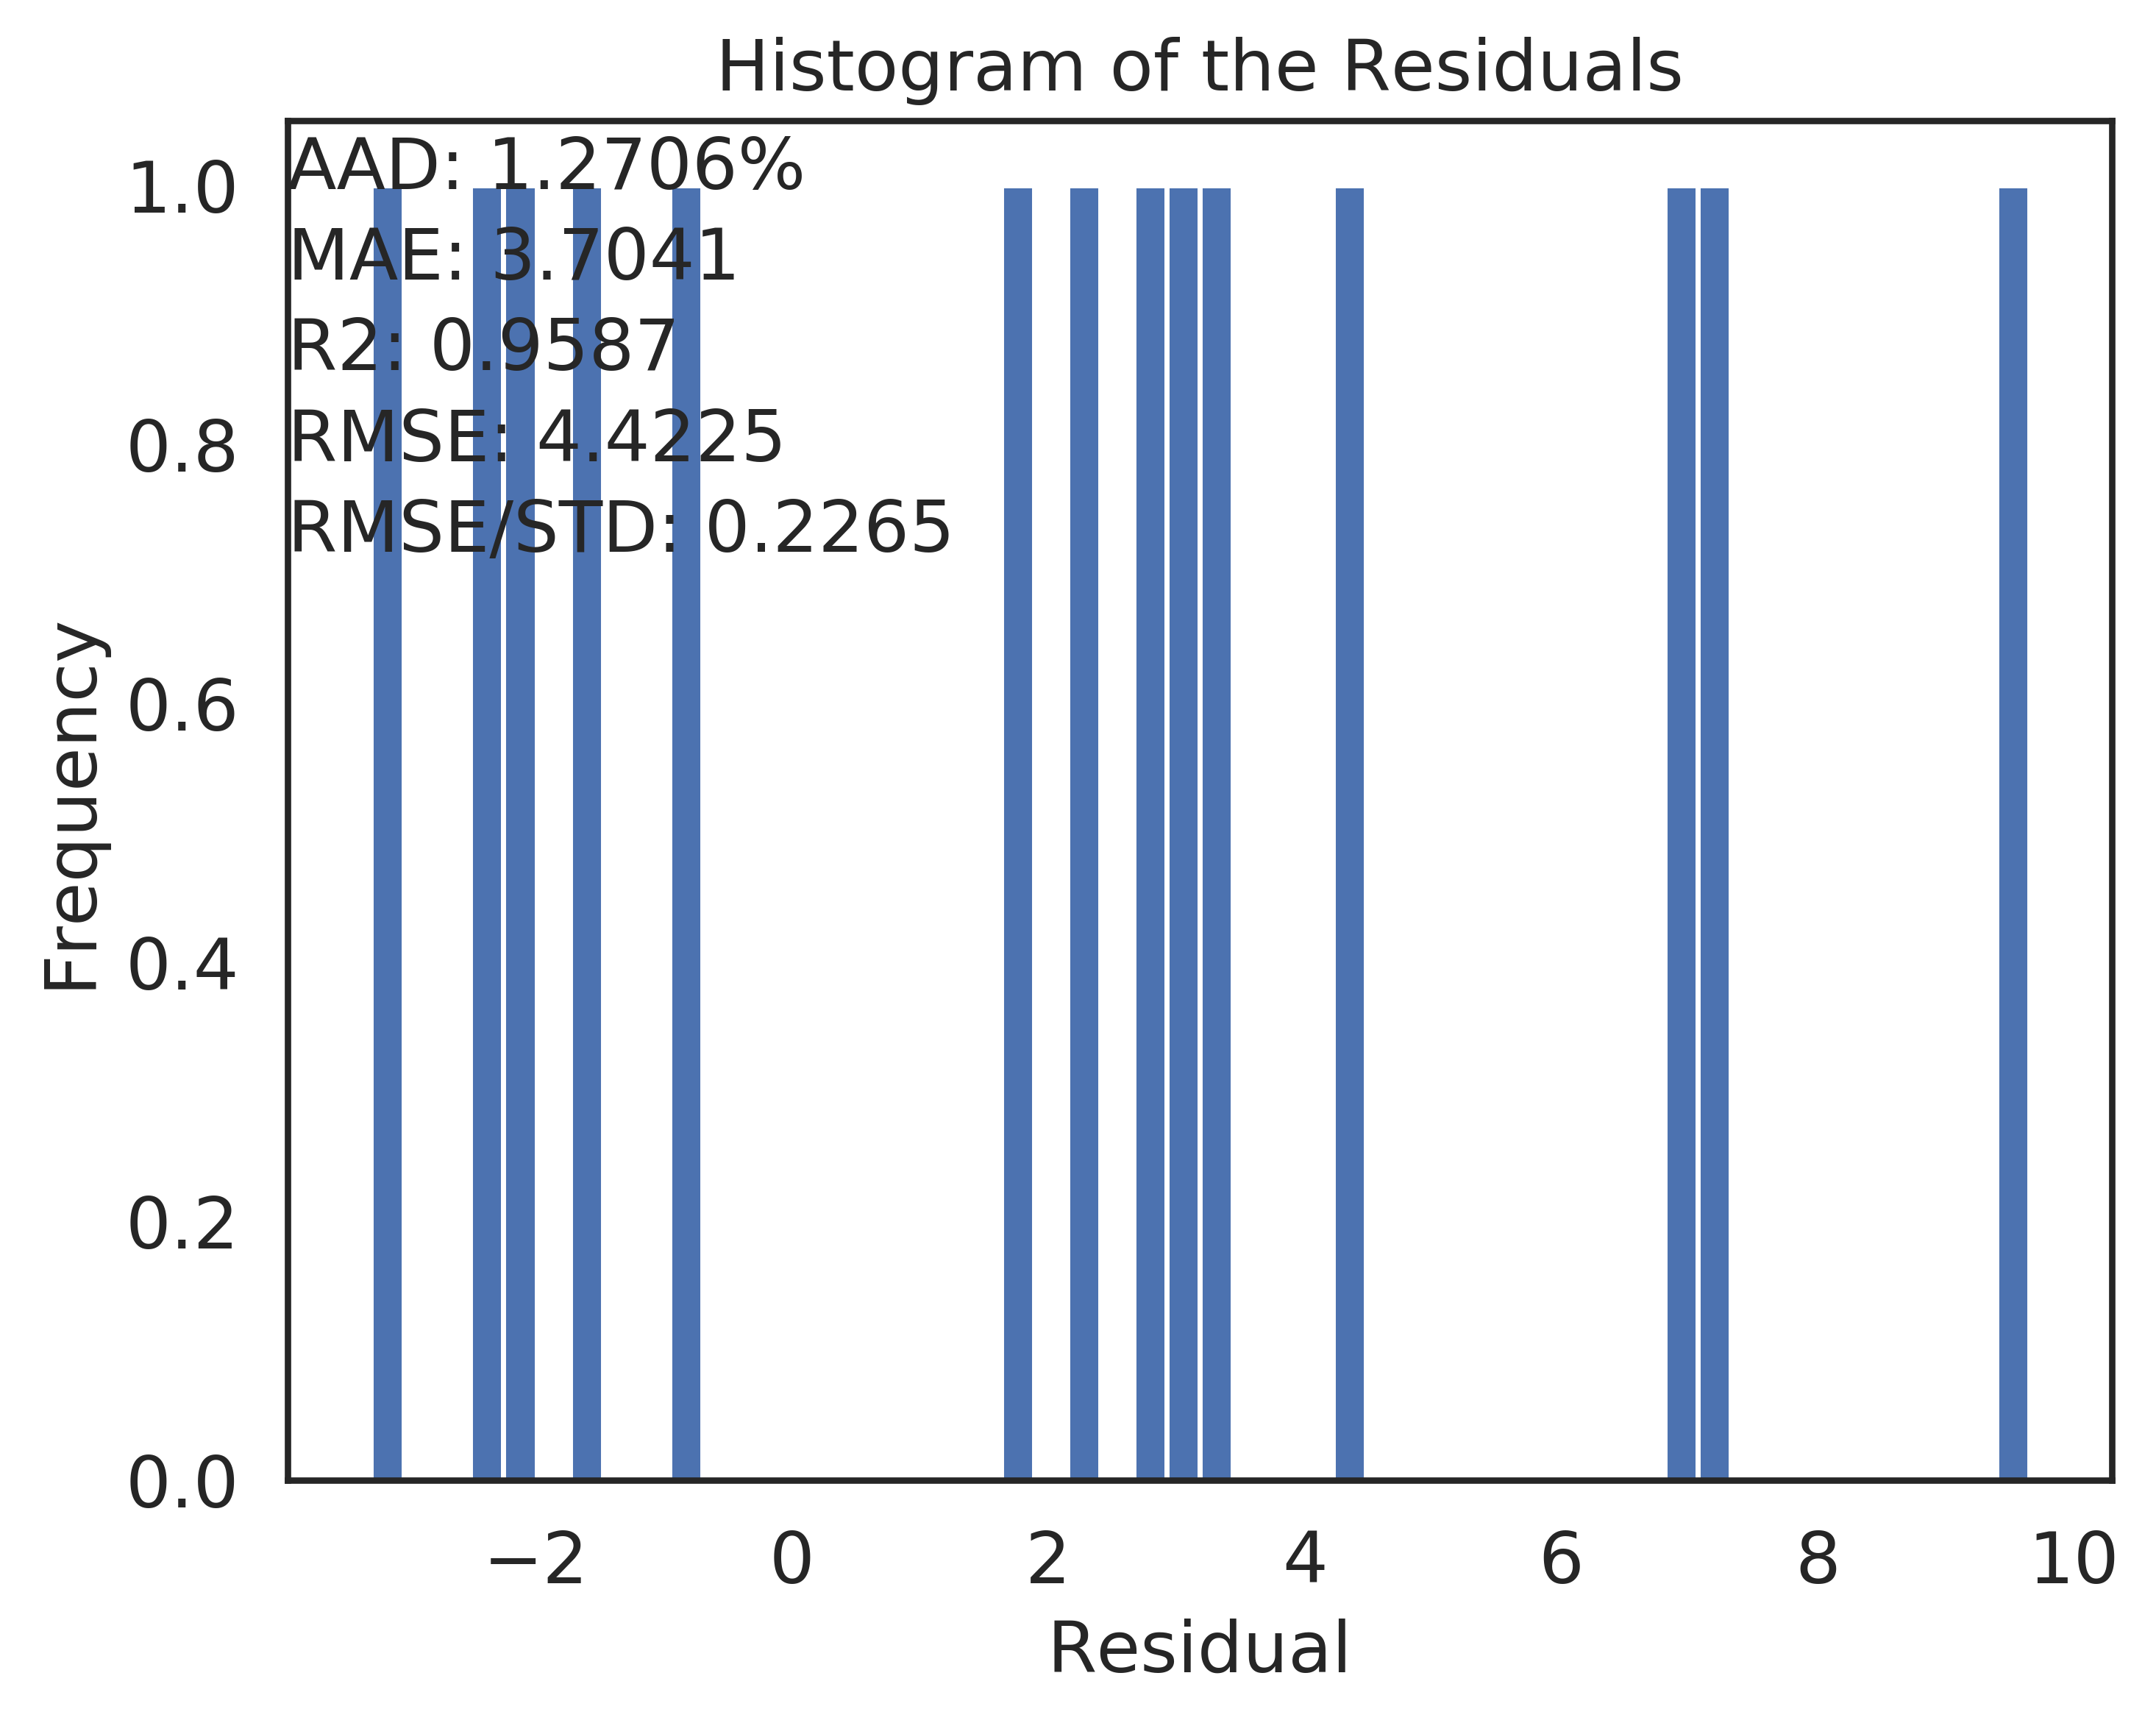 Histogram of the Residuals
AAD: 1.2706%
MAE: 3.7041
R2: 0.9587
RMSE: 4.4225
RMSE/STD: 0.2265
1.0
0.8
0.6
0.4
0.2
0.0
Frequency
−2 0 2 4 6 8 10
Residual